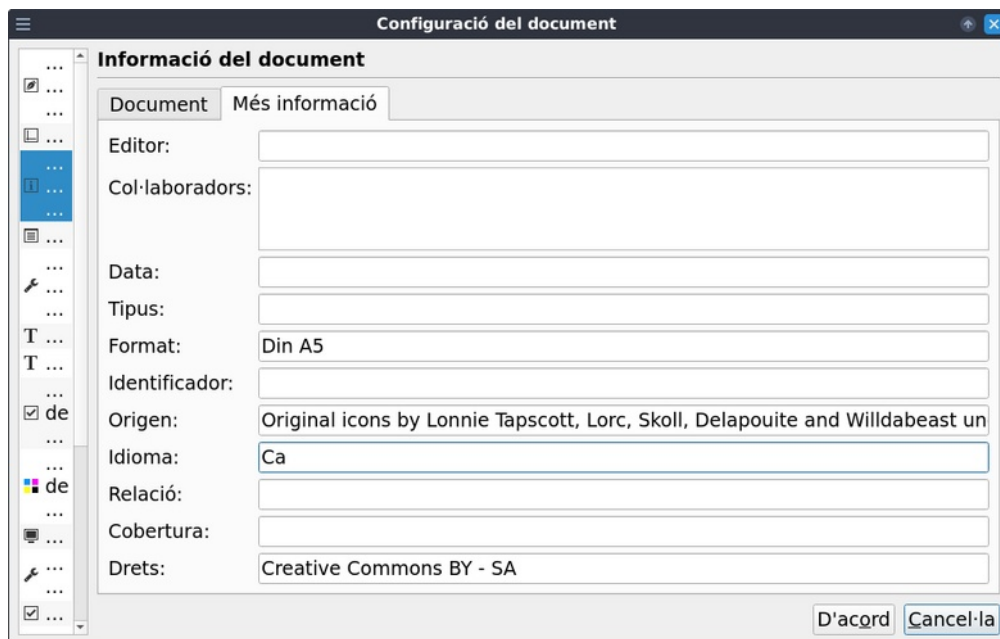 Configuració del document
Informació del document
Document Més informació
Editor:
Col·laboradors:
Data:
Tipus:
Format: Din A5
Identificador:
Origen: Original icons by Lonnie Tapscott, Lorc, Skoll, Delapouite and Willdabeast un
Idioma: Ca
Relació:
Cobertura:
Drets: Creative Commons BY - SA
...
...
...
...
...
...
...
...
...
...
...
T ...
T ...
...
de
...
...
de
...
...
...
...
...
D'acord Cancel·la